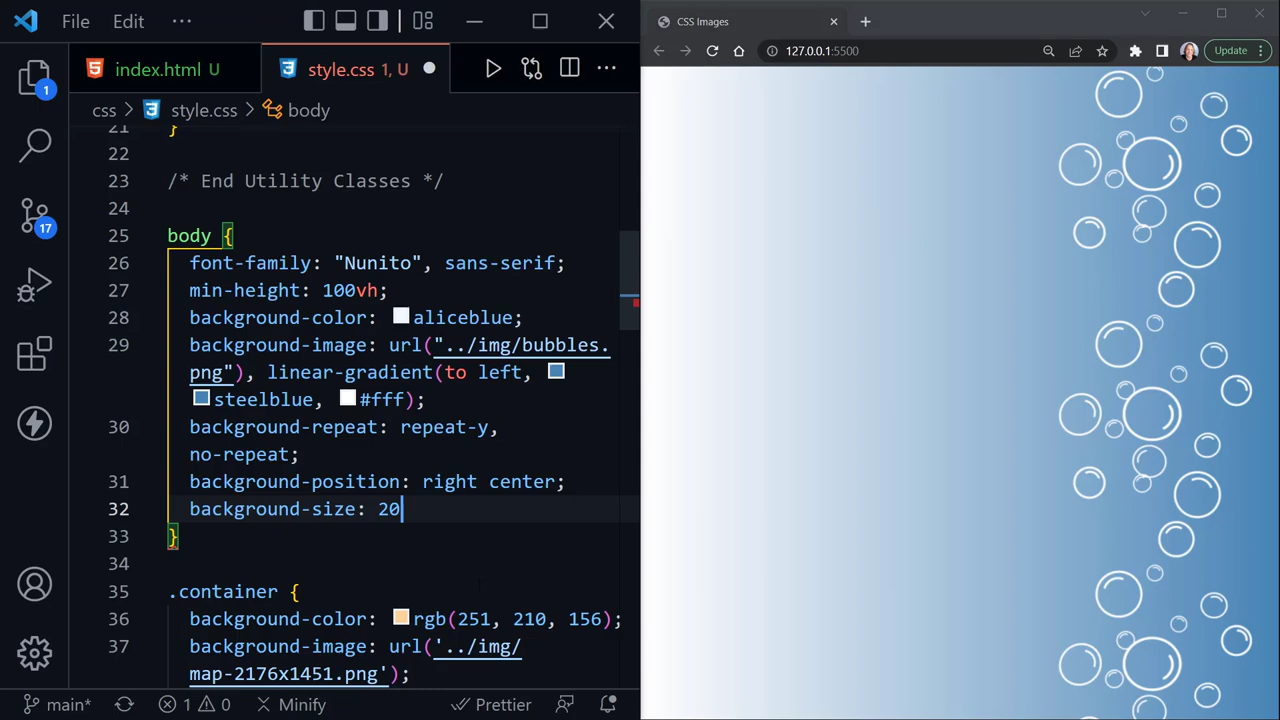 File Edit ···
index.html U
style.css 1, U
css > style.css > body
21 }
22
23 /* End Utility Classes */
24
25 body {
26 font-family: "Nunito", sans-serif;
27 min-height: 100vh;
28 background-color: aliceblue;
29 background-image: url("../img/bubbles.
png"), linear-gradient(to left,
steelblue, #fff);
30 background-repeat: repeat-y,
no-repeat;
31 background-position: right center;
32 background-size: 20
33 }
34
35 .container {
36 background-color: rgb(251, 210, 156);
37 background-image: url('../img/
map-2176x1451.png');
1
17
main* 1 0 Minify Prettier
CSS Images
127.0.0.1:5500
Update